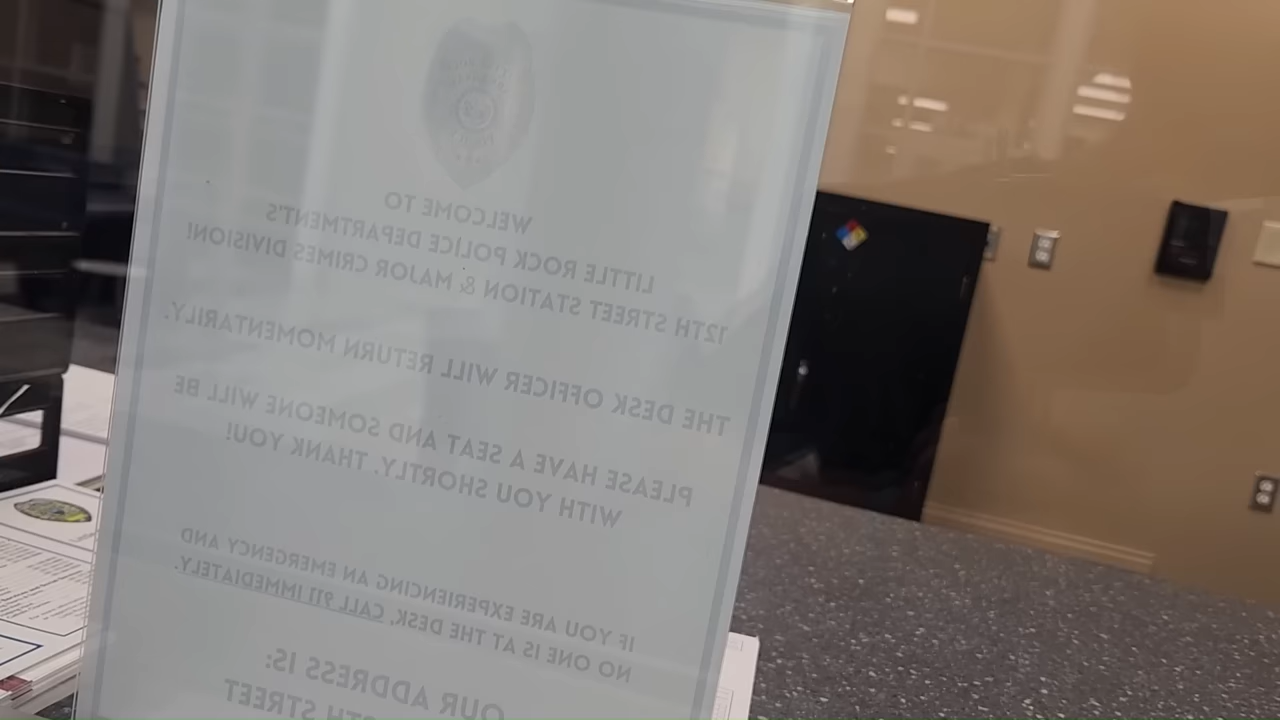 WELCOME TO
LITTLE ROCK POLICE DEPARTMENT'S
12TH STREET STATION & MAJOR CRIMES DIVISION!
THE DESK OFFICER WILL RETURN MOMENTARILY.
PLEASE HAVE A SEAT AND SOMEONE WILL BE
WITH YOU SHORTLY. THANK YOU!
IF YOU ARE EXPERIENCING AN EMERGENCY AND
NO ONE IS AT THE DESK, CALL 911 IMMEDIATELY.
OUR ADDRESS IS:
STREET